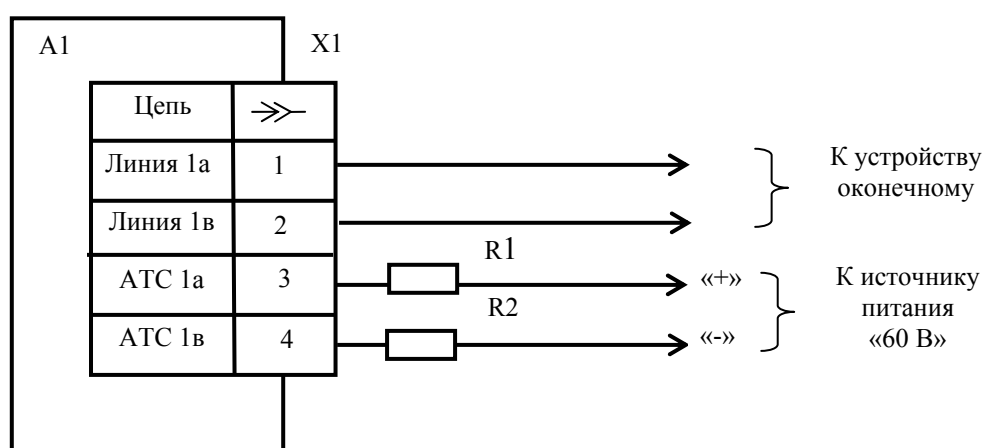 А1
X1
Цепь
Линия 1а
1
Линия 1в
2
АТС 1а
3
АТС 1в
4
R1
R2
«+»
«-»
К устройству
оконечному
К источнику
питания
«60 В»